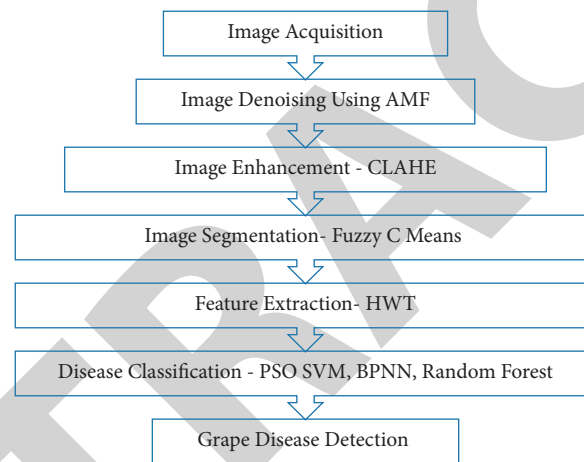 Image Acquisition
Image Denoising Using AMF
Image Enhancement - CLAHE
Image Segmentation- Fuzzy C Means
Feature Extraction- HWT
Disease Classification - PSO SVM, BPNN, Random Forest
Grape Disease Detection